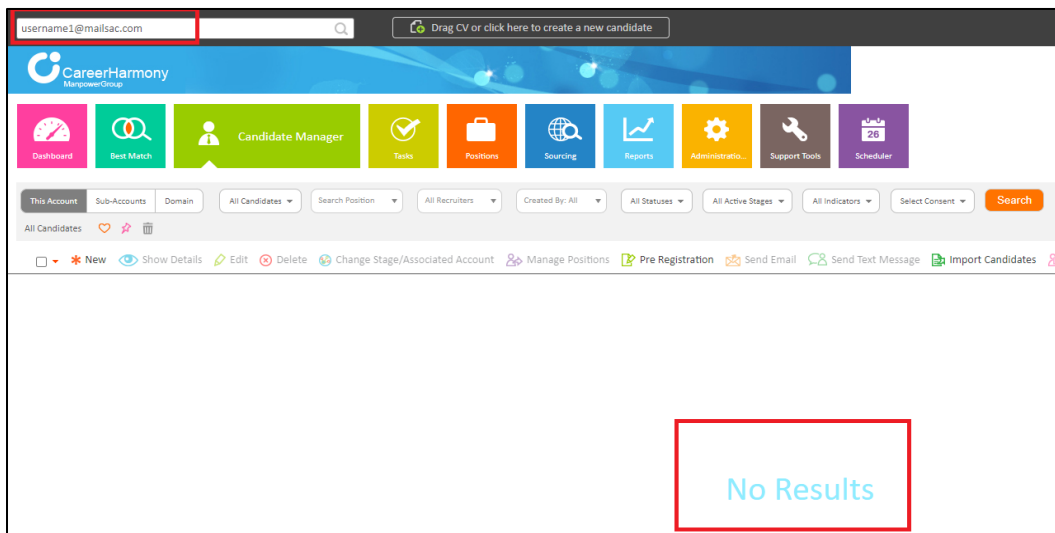 username1@mailsac.com
Drag CV or click here to create a new candidate
CareerHarmony
ManpowerGroup
Dashboard Best Match Candidate Manager Tasks Positions Sourcing Reports Administratio... Support Tools 26 Scheduler
This Account Sub-Accounts Domain All Candidates Search Position All Recruiters Created By: All All Statuses All Active Stages All Indicators Select Consent Search
All Candidates
New Show Details Edit Delete Change Stage/Associated Account Manage Positions Pre Registration Send Email Send Text Message Import Candidates
No Results